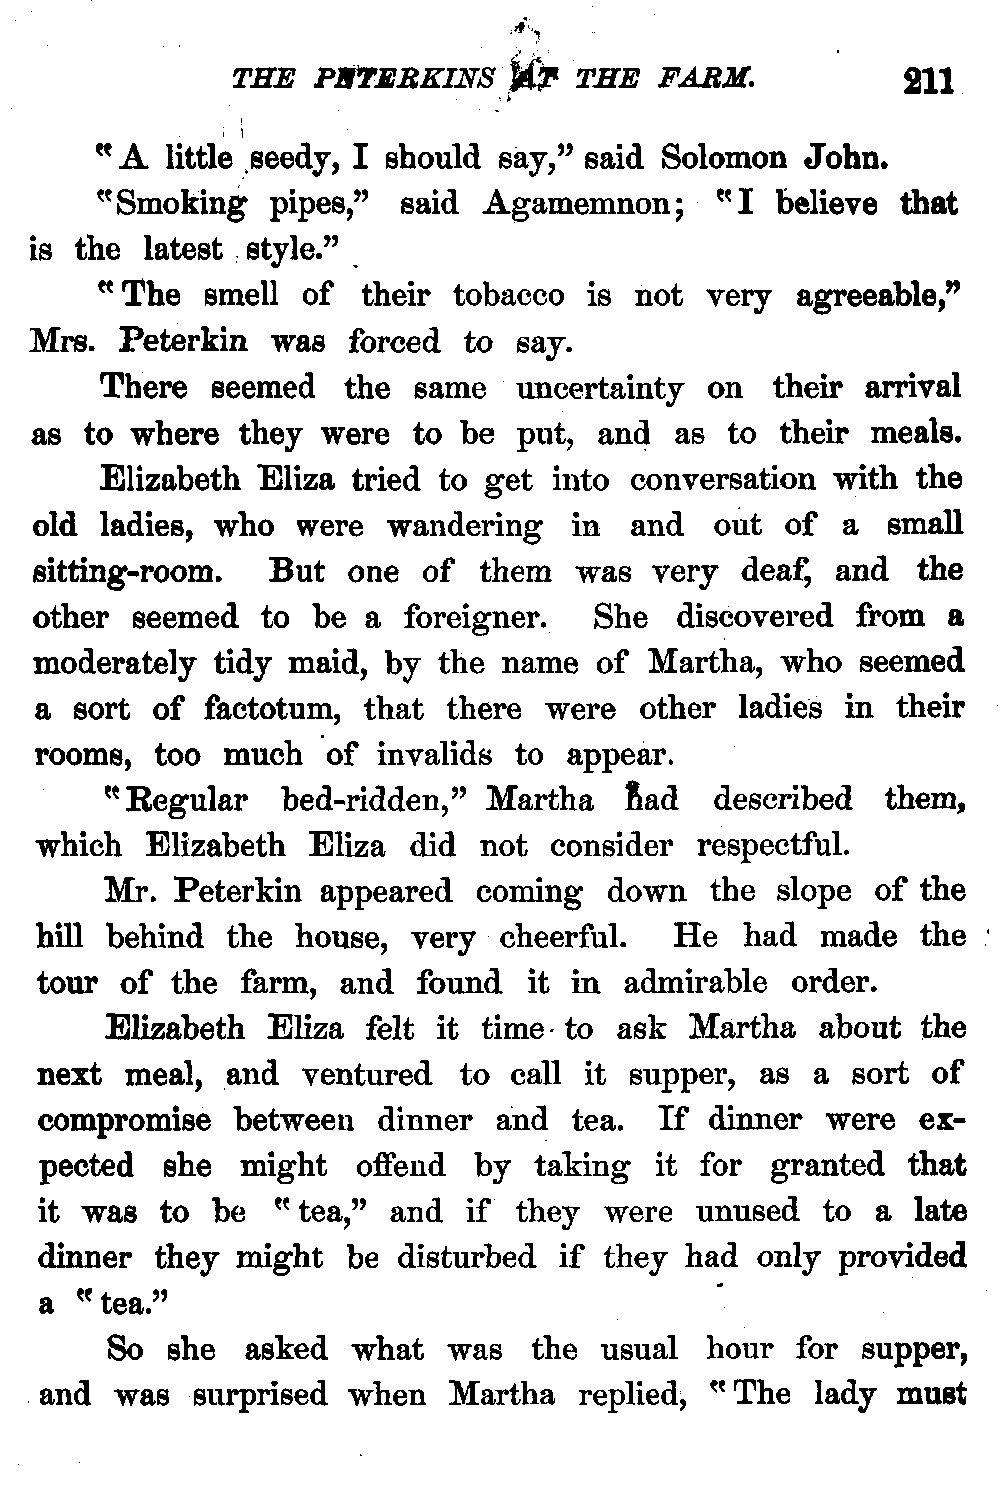 THE PETERKINS AT THE FARM. 211
"A little seedy, I should say," said Solomon John.
"Smoking pipes," said Agamemnon; "I believe that
is the latest style."
"The smell of their tobacco is not very agreeable,"
Mrs. Peterkin was forced to say.
There seemed the same uncertainty on their arrival
as to where they were to be put, and as to their meals.
Elizabeth Eliza tried to get into conversation with the
old ladies, who were wandering in and out of a small
sitting-room. But one of them was very deaf, and the
other seemed to be a foreigner. She discovered from a
moderately tidy maid, by the name of Martha, who seemed
a sort of factotum, that there were other ladies in their
rooms, too much of invalids to appear.
"Regular bed-ridden," Martha had described them,
which Elizabeth Eliza did not consider respectful.
Mr. Peterkin appeared coming down the slope of the
hill behind the house, very cheerful. He had made the
tour of the farm, and found it in admirable order.
Elizabeth Eliza felt it time to ask Martha about the
next meal, and ventured to call it supper, as a sort of
compromise between dinner and tea. If dinner were ex-
pected she might offend by taking it for granted that
it was to be "tea," and if they were unused to a late
dinner they might be disturbed if they had only provided
a "tea."
So she asked what was the usual hour for supper,
and was surprised when Martha replied, "The lady must